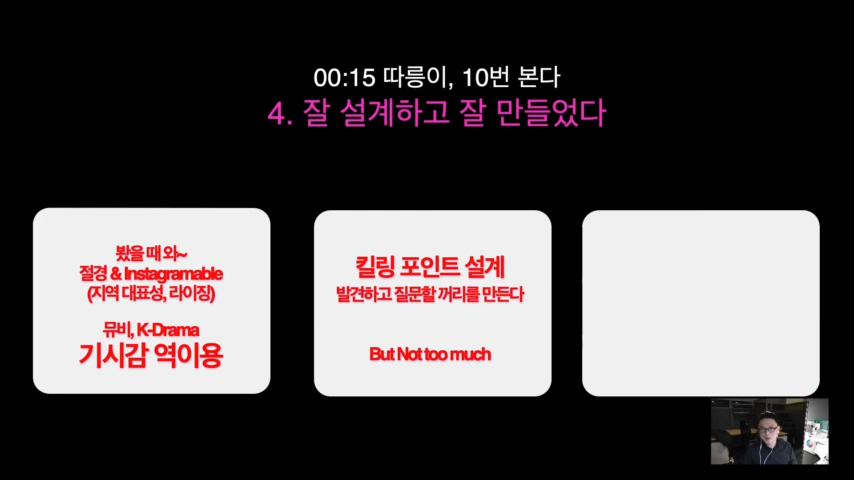 00:15 따릉이, 10번 본다
4. 잘 설계하고 잘 만들었다
봤을 때 와~
절경 & Instagramable
(지역 대표성, 라이징)
뮤비, K-Drama
기시감 역이용
킬링 포인트 설계
발견하고 질문할 꺼리를 만든다
But Not too much